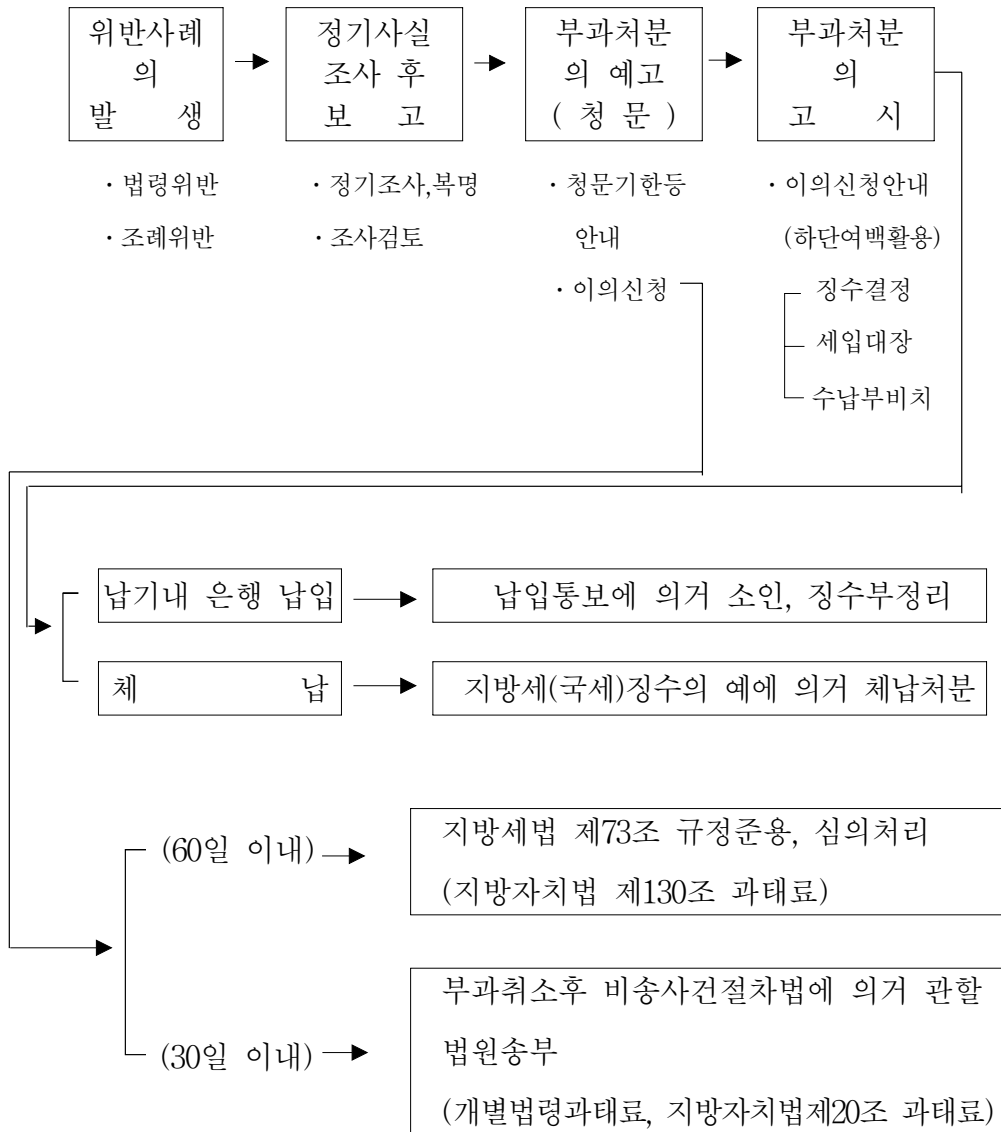 위반사례
의
발 생
정기사실
조사 후
보 고
부과처분
의 예고
( 청 문 )
부과처분
의
고 시
· 법령위반
· 조례위반
· 정기조사,복명
· 조사검토
· 청문기한등
안내
· 이의신청
· 이의신청안내
(하단여백활용)
징수결정
세입대장
수납부비치
납기내 은행 납입
납입통보에 의거 소인, 징수부정리
체 납
지방세(국세)징수의 예에 의거 체납처분
(60일 이내)
지방세법 제73조 규정준용, 심의처리
(지방자치법 제130조 과태료)
(30일 이내)
부과취소후 비송사건절차법에 의거 관할
법원송부
(개별법령과태료, 지방자치법제20조 과태료)